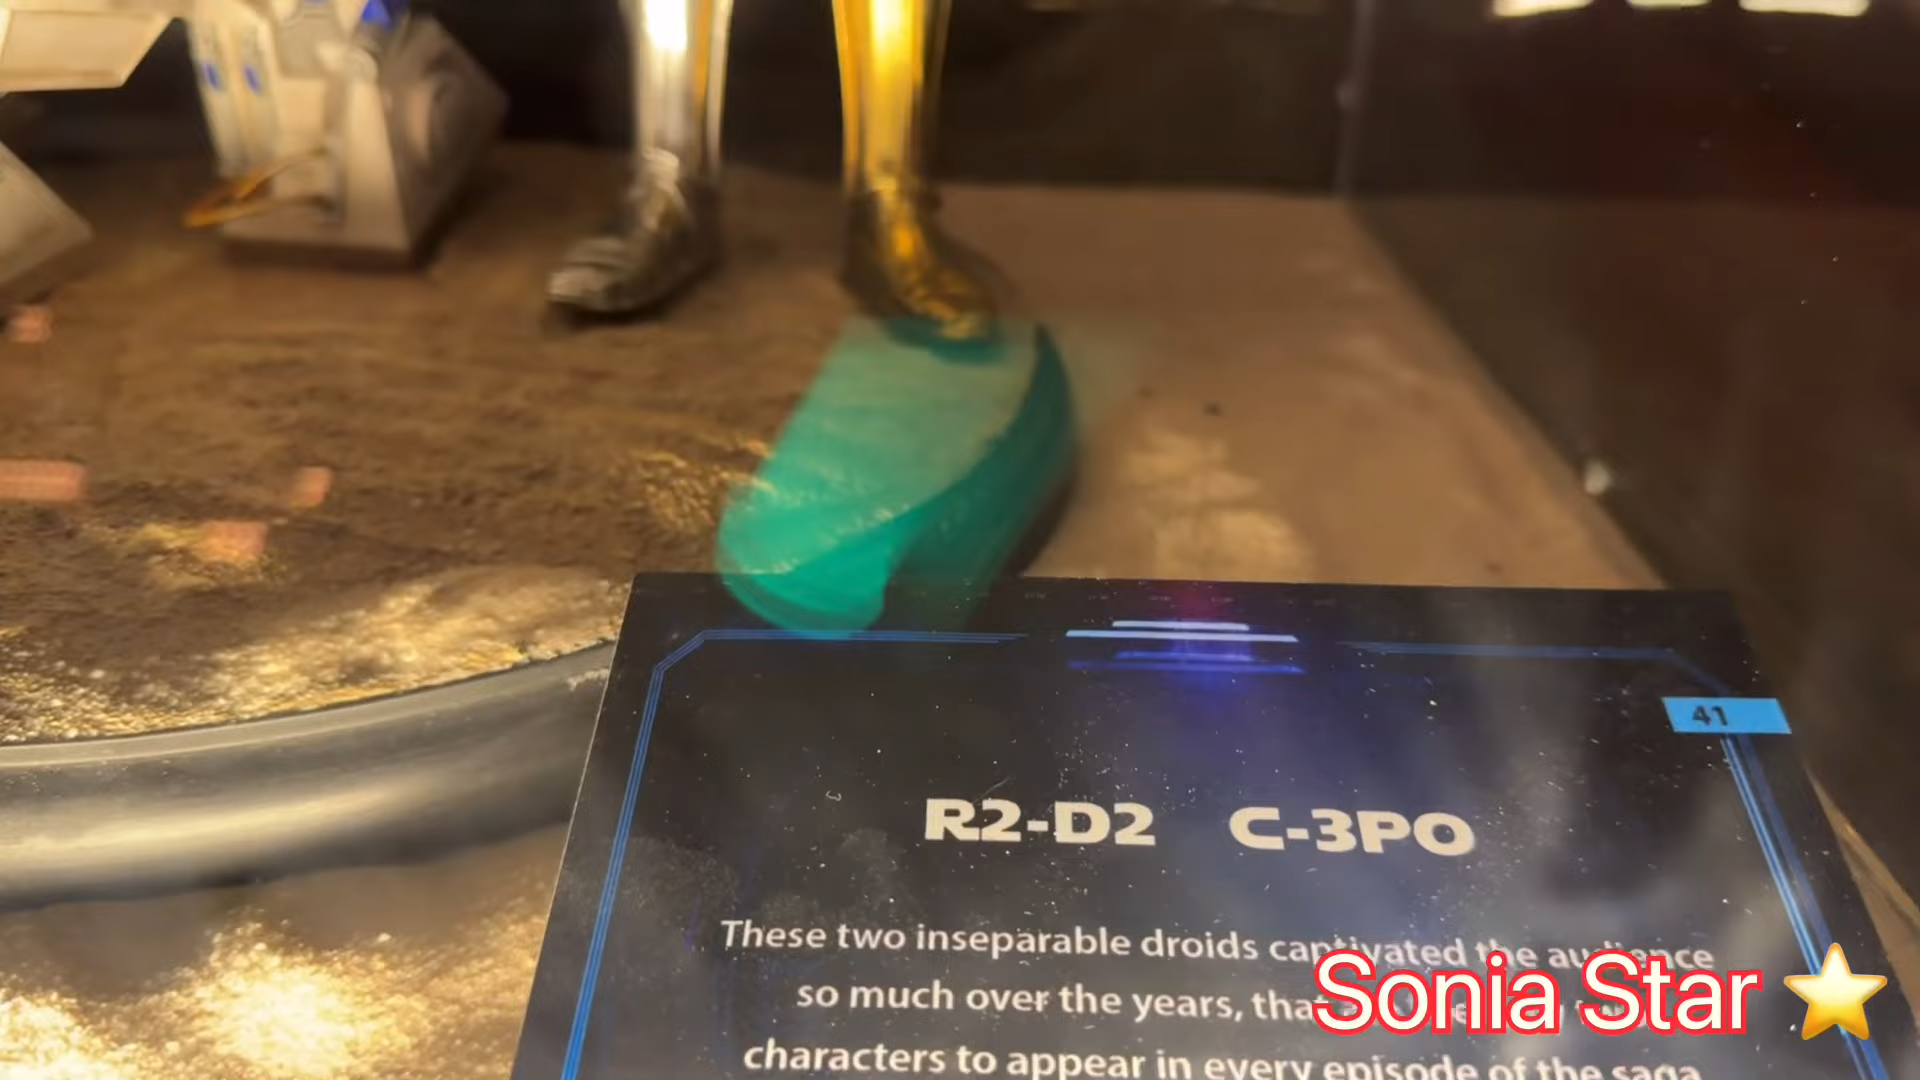 41
R2-D2 C-3PO
These two inseparable droids captivated the audience
so much over the years, that
characters to appear in every episode of the saga
Sonia Star ⭐